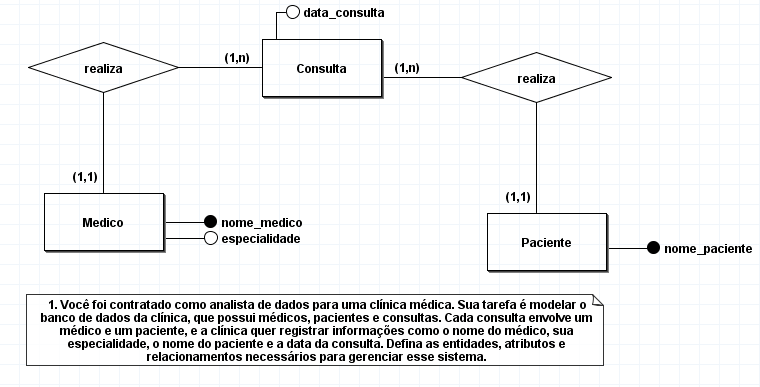 data_consulta
realiza
(1,n)
Consulta
(1,n)
realiza
(1,1)
(1,1)
Medico
nome_medico
especialidade
Paciente
nome_paciente
1. Você foi contratado como analista de dados para uma clínica médica. Sua tarefa é modelar o
banco de dados da clínica, que possui médicos, pacientes e consultas. Cada consulta envolve um
médico e um paciente, e a clínica quer registrar informações como o nome do médico, sua
especialidade, o nome do paciente e a data da consulta. Defina as entidades, atributos e
relacionamentos necessários para gerenciar esse sistema.